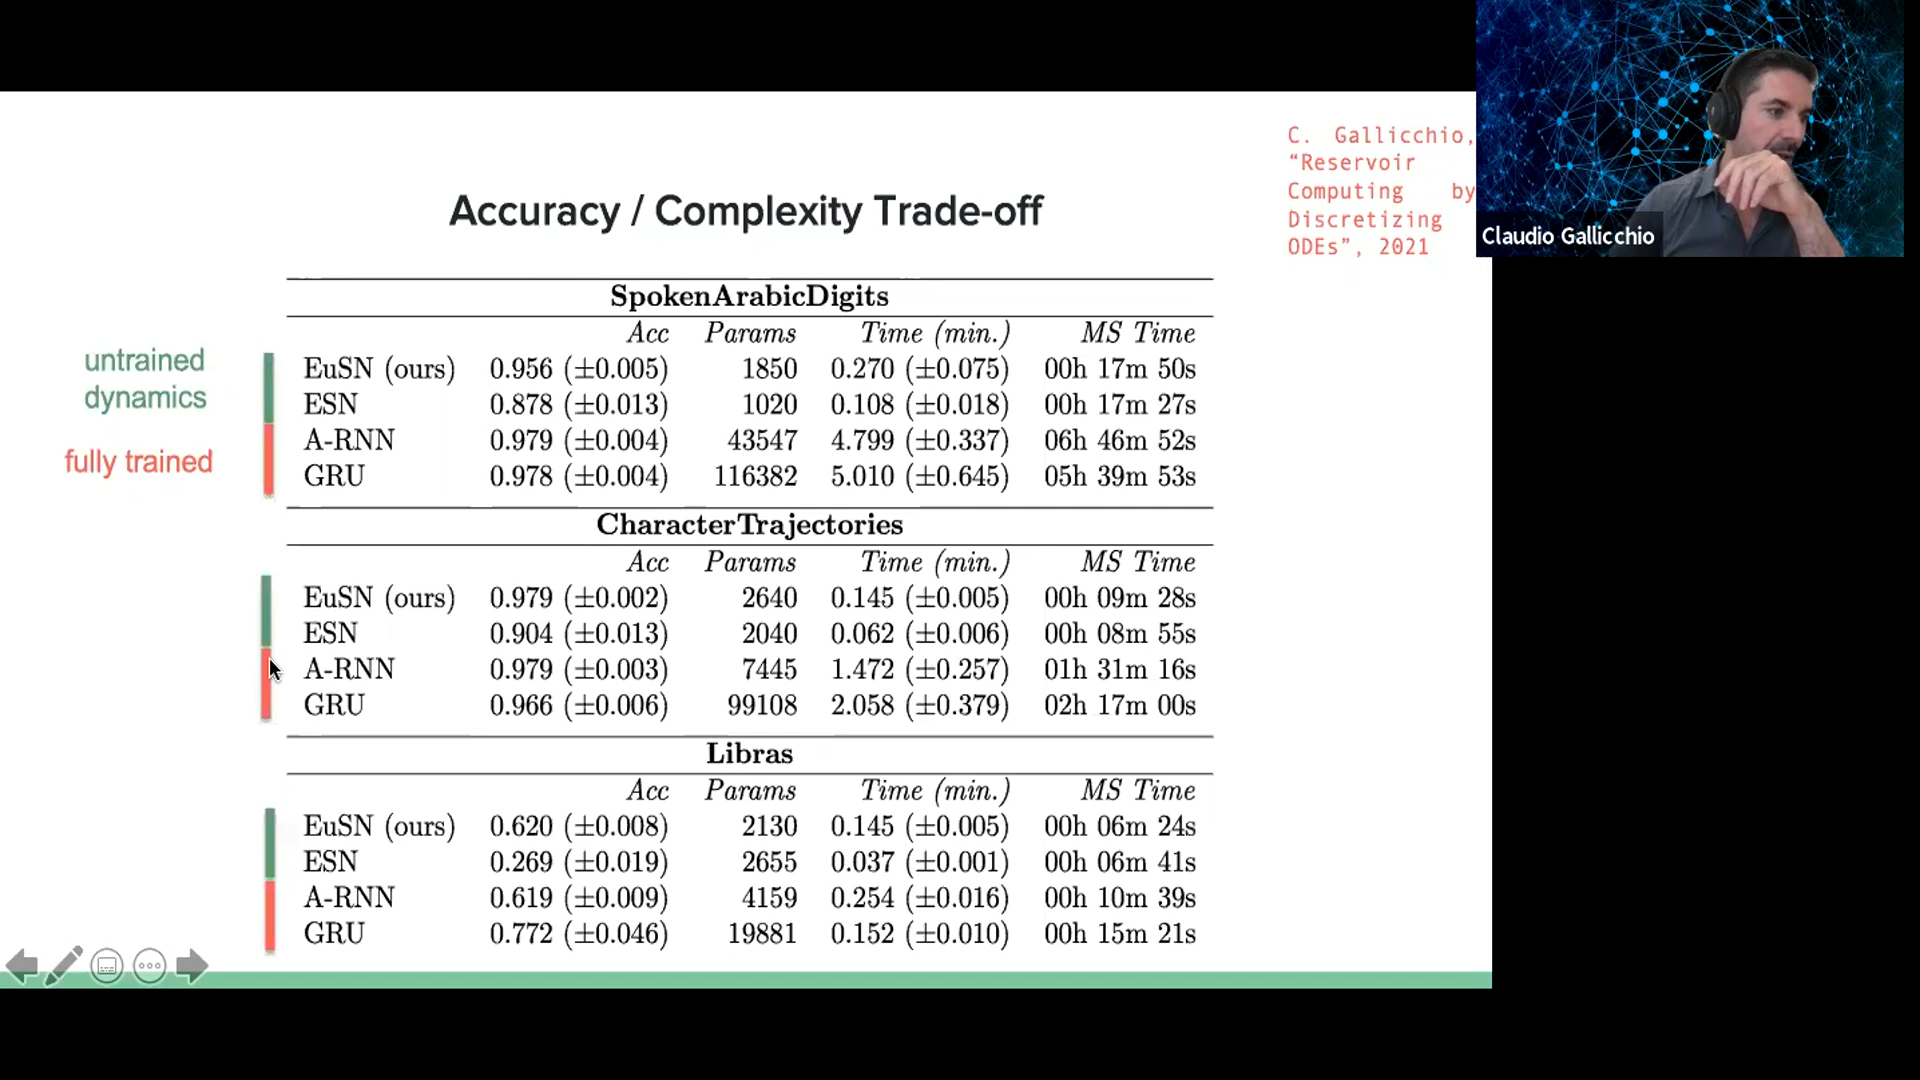 Accuracy / Complexity Trade-off
C. Gallicchio,
“Reservoir
Computing by
Discretizing
ODEs”, 2021
Claudio Gallicchio
untrained
dynamics
fully trained
SpokenArabicDigits
Acc Params Time (min.) MS Time
EuSN (ours) 0.956 (±0.005) 1850 0.270 (±0.075) 00h 17m 50s
ESN 0.878 (±0.013) 1020 0.108 (±0.018) 00h 17m 27s
A-RNN 0.979 (±0.004) 43547 4.799 (±0.337) 06h 46m 52s
GRU 0.978 (±0.004) 116382 5.010 (±0.645) 05h 39m 53s
CharacterTrajectories
Acc Params Time (min.) MS Time
EuSN (ours) 0.979 (±0.002) 2640 0.145 (±0.005) 00h 09m 28s
ESN 0.904 (±0.013) 2040 0.062 (±0.006) 00h 08m 55s
A-RNN 0.979 (±0.003) 7445 1.472 (±0.257) 01h 31m 16s
GRU 0.966 (±0.006) 99108 2.058 (±0.379) 02h 17m 00s
Libras
Acc Params Time (min.) MS Time
EuSN (ours) 0.620 (±0.008) 2130 0.145 (±0.005) 00h 06m 24s
ESN 0.269 (±0.019) 2655 0.037 (±0.001) 00h 06m 41s
A-RNN 0.619 (±0.009) 4159 0.254 (±0.016) 00h 10m 39s
GRU 0.772 (±0.046) 19881 0.152 (±0.010) 00h 15m 21s